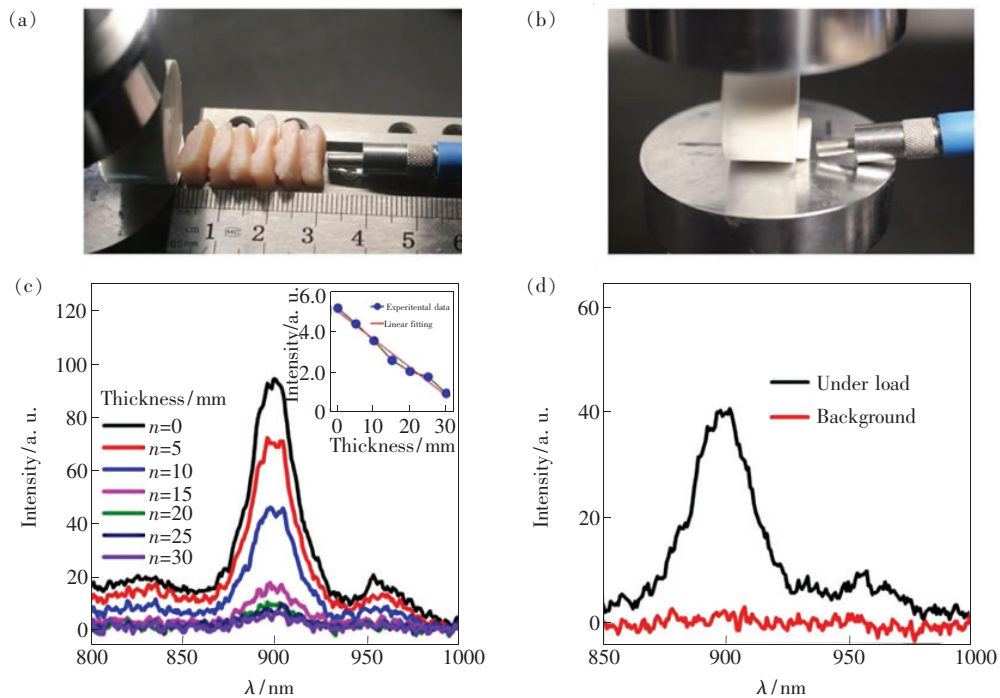 (a)
(b)
1 2 3 4 5 6
cm
(c)
(d)
Intensity/a. u.
120
100
80
60
40
20
0
Thickness/mm
n=0
n=5
n=10
n=15
n=20
n=25
n=30
Intensity/a. u.
6.0
4.0
2.0
0
Experitental data
Linear fitting
0 10 20 30
Thickness/mm
800 850 900 950 1000
λ/nm
Intensity/a. u.
60
40
20
0
Under load
Background
850 900 950 1000
λ/nm